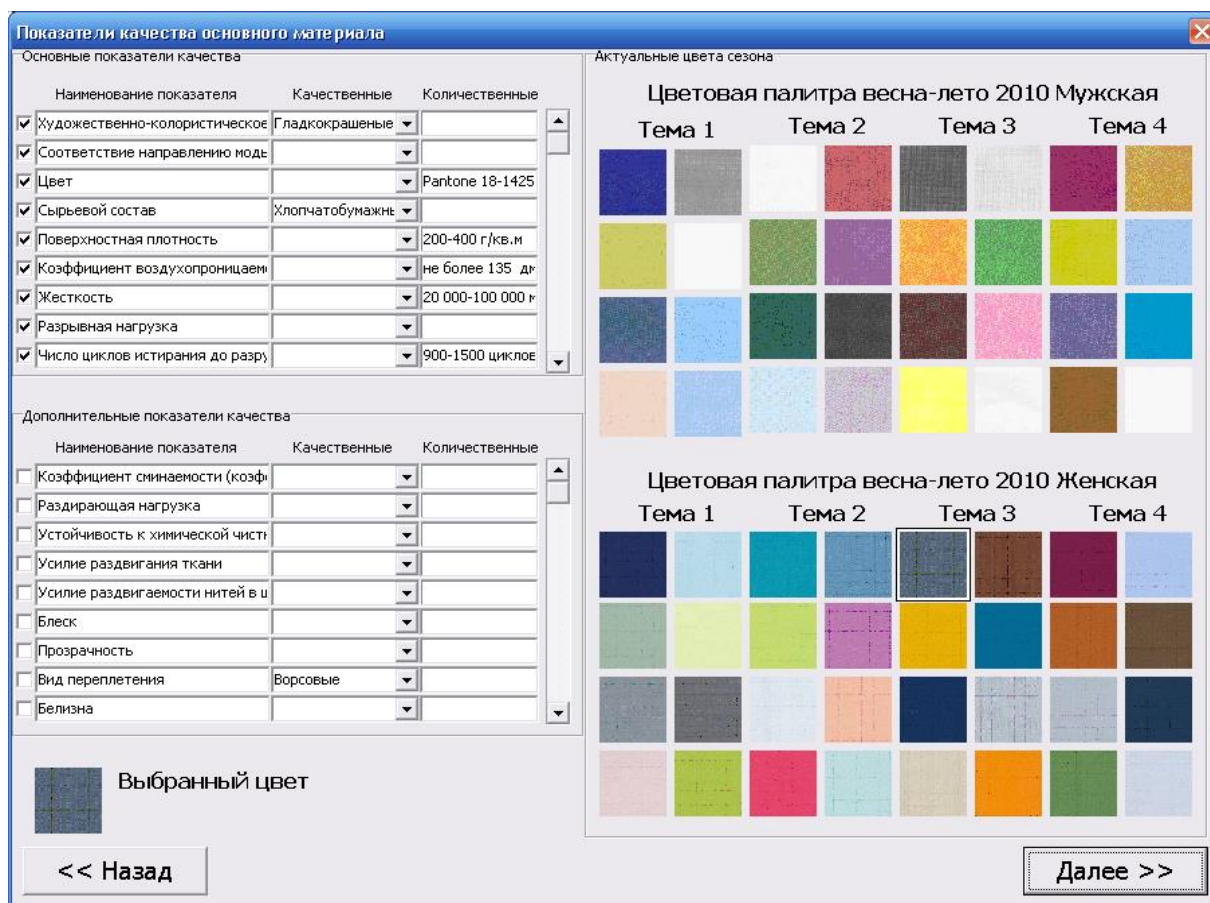 Показатели качества основного материала
Основные показатели качества
Наименование показателя Качественные Количественные
Художественно-колористическое Гладкокрашеные
Соответствие направлению моды
Цвет Pantone 18-1425
Сырьевой состав Хлопчатобумажны
Поверхностная плотность 200-400 г/кв.м
Коэффициент воздухопроницаем не более 135 дм
Жесткость 20 000-100 000 м
Разрывная нагрузка
Число циклов истирания до разру 900-1500 циклов
Дополнительные показатели качества
Наименование показателя Качественные Количественные
Коэффициент сминаемости (коэфф
Раздирающая нагрузка
Устойчивость к химической чистк
Усилие раздвигания ткани
Усилие раздвигаемости нитей в ш
Блеск
Прозрачность
Вид переплетения Ворсовые
Белизна
Выбранный цвет
<< Назад
Актуальные цвета сезона
Цветовая палитра весна-лето 2010 Мужская
Тема 1 Тема 2 Тема 3 Тема 4
Цветовая палитра весна-лето 2010 Женская
Тема 1 Тема 2 Тема 3 Тема 4
Далее >>